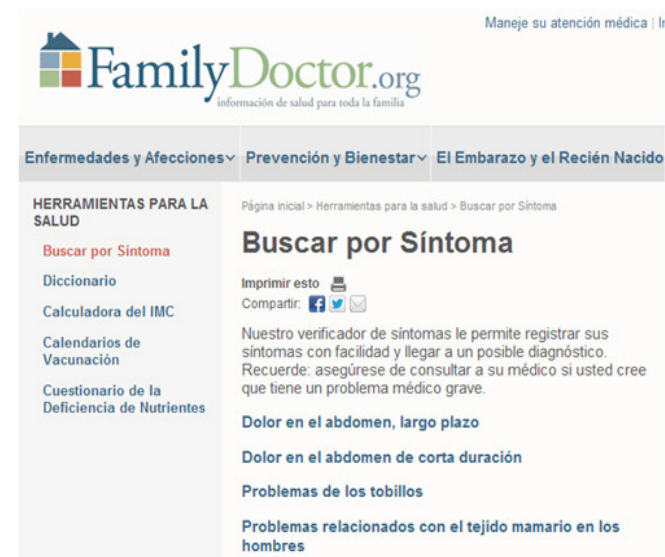 Maneje su atención médica |
FamilyDoctor.org
información de salud para toda la familia
Enfermedades y Afecciones
Prevención y Bienestar
El Embarazo y el Recién Nacido
HERRAMIENTAS PARA LA
SALUD
Buscar por Síntoma
Diccionario
Calculadora del IMC
Calendarios de
Vacunación
Cuestionario de la
Deficiencia de Nutrientes
Página inicial > Herramientas para la salud > Buscar por Síntoma
Buscar por Síntoma
Imprimir esto
Compartir:
Nuestro verificador de síntomas le permite registrar sus
síntomas con facilidad y llegar a un posible diagnóstico.
Recuerde: asegúrese de consultar a su médico si usted cree
que tiene un problema médico grave.
Dolor en el abdomen, largo plazo
Dolor en el abdomen de corta duración
Problemas de los tobillos
Problemas relacionados con el tejido mamario en los
hombres